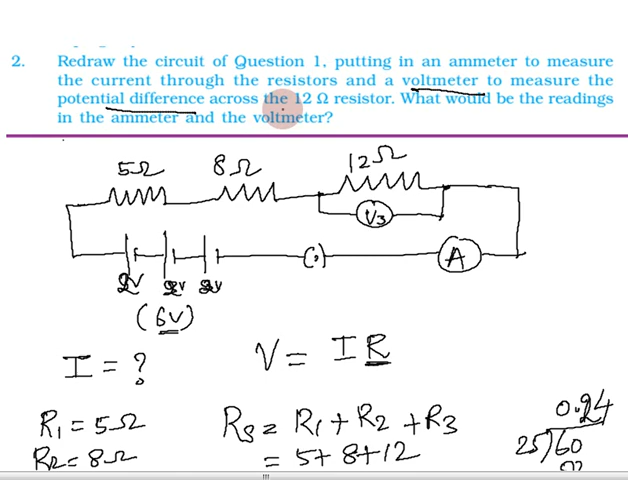 2. Redraw the circuit of Question 1, putting in an ammeter to measure
the current through the resistors and a voltmeter to measure the
potential difference across the 12 Ω resistor. What would be the readings
in the ammeter and the voltmeter?
5Ω 8Ω 12Ω
V3
A
2V 2V 2V
(6V)
I = ? V = IR
R1 = 5Ω Rs = R1 + R2 + R3 0.24
R2 = 8Ω = 5+ 8+12 25)60